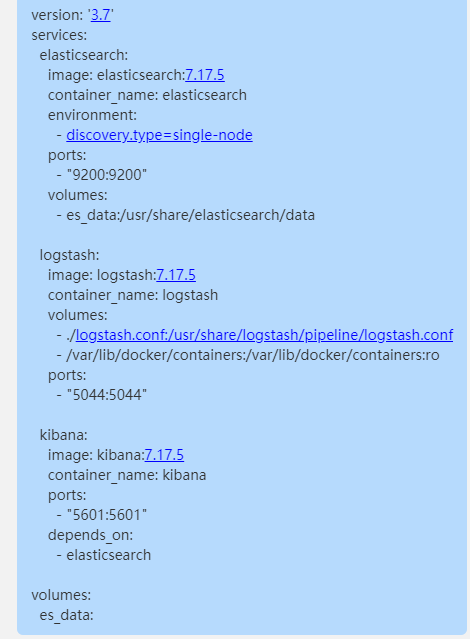 version: '3.7'
services:
  elasticsearch:
    image: elasticsearch:7.17.5
    container_name: elasticsearch
    environment:
      - discovery.type=single-node
    ports:
      - "9200:9200"
    volumes:
      - es_data:/usr/share/elasticsearch/data

  logstash:
    image: logstash:7.17.5
    container_name: logstash
    volumes:
      - ./logstash.conf:/usr/share/logstash/pipeline/logstash.conf
      - /var/lib/docker/containers:/var/lib/docker/containers:ro
    ports:
      - "5044:5044"

  kibana:
    image: kibana:7.17.5
    container_name: kibana
    ports:
      - "5601:5601"
    depends_on:
      - elasticsearch

volumes:
  es_data: